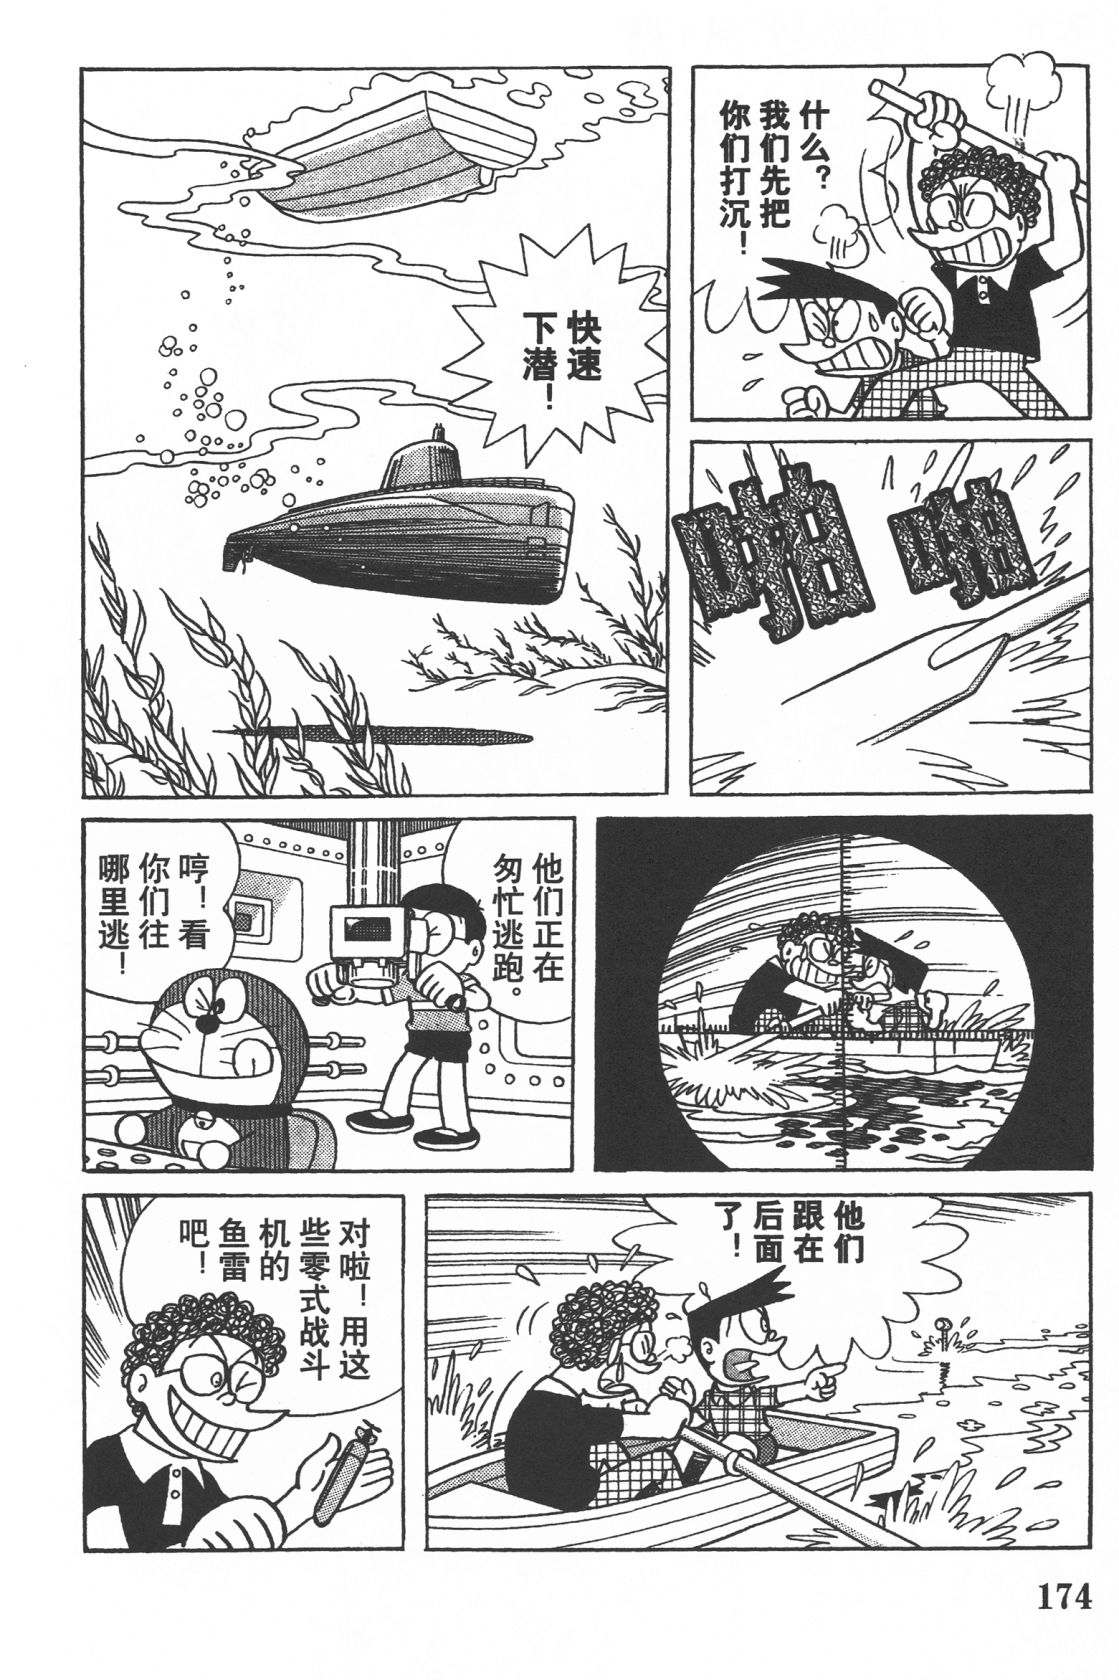 什么?
我们先把
你们打沉!
啪
啪
快速
下潜!
他们正在
匆忙逃跑。
哼!看
你们往
哪里逃!
他们
跟在
后面
了!
对啦!用这
些零式战斗
机的
鱼雷
吧!
174